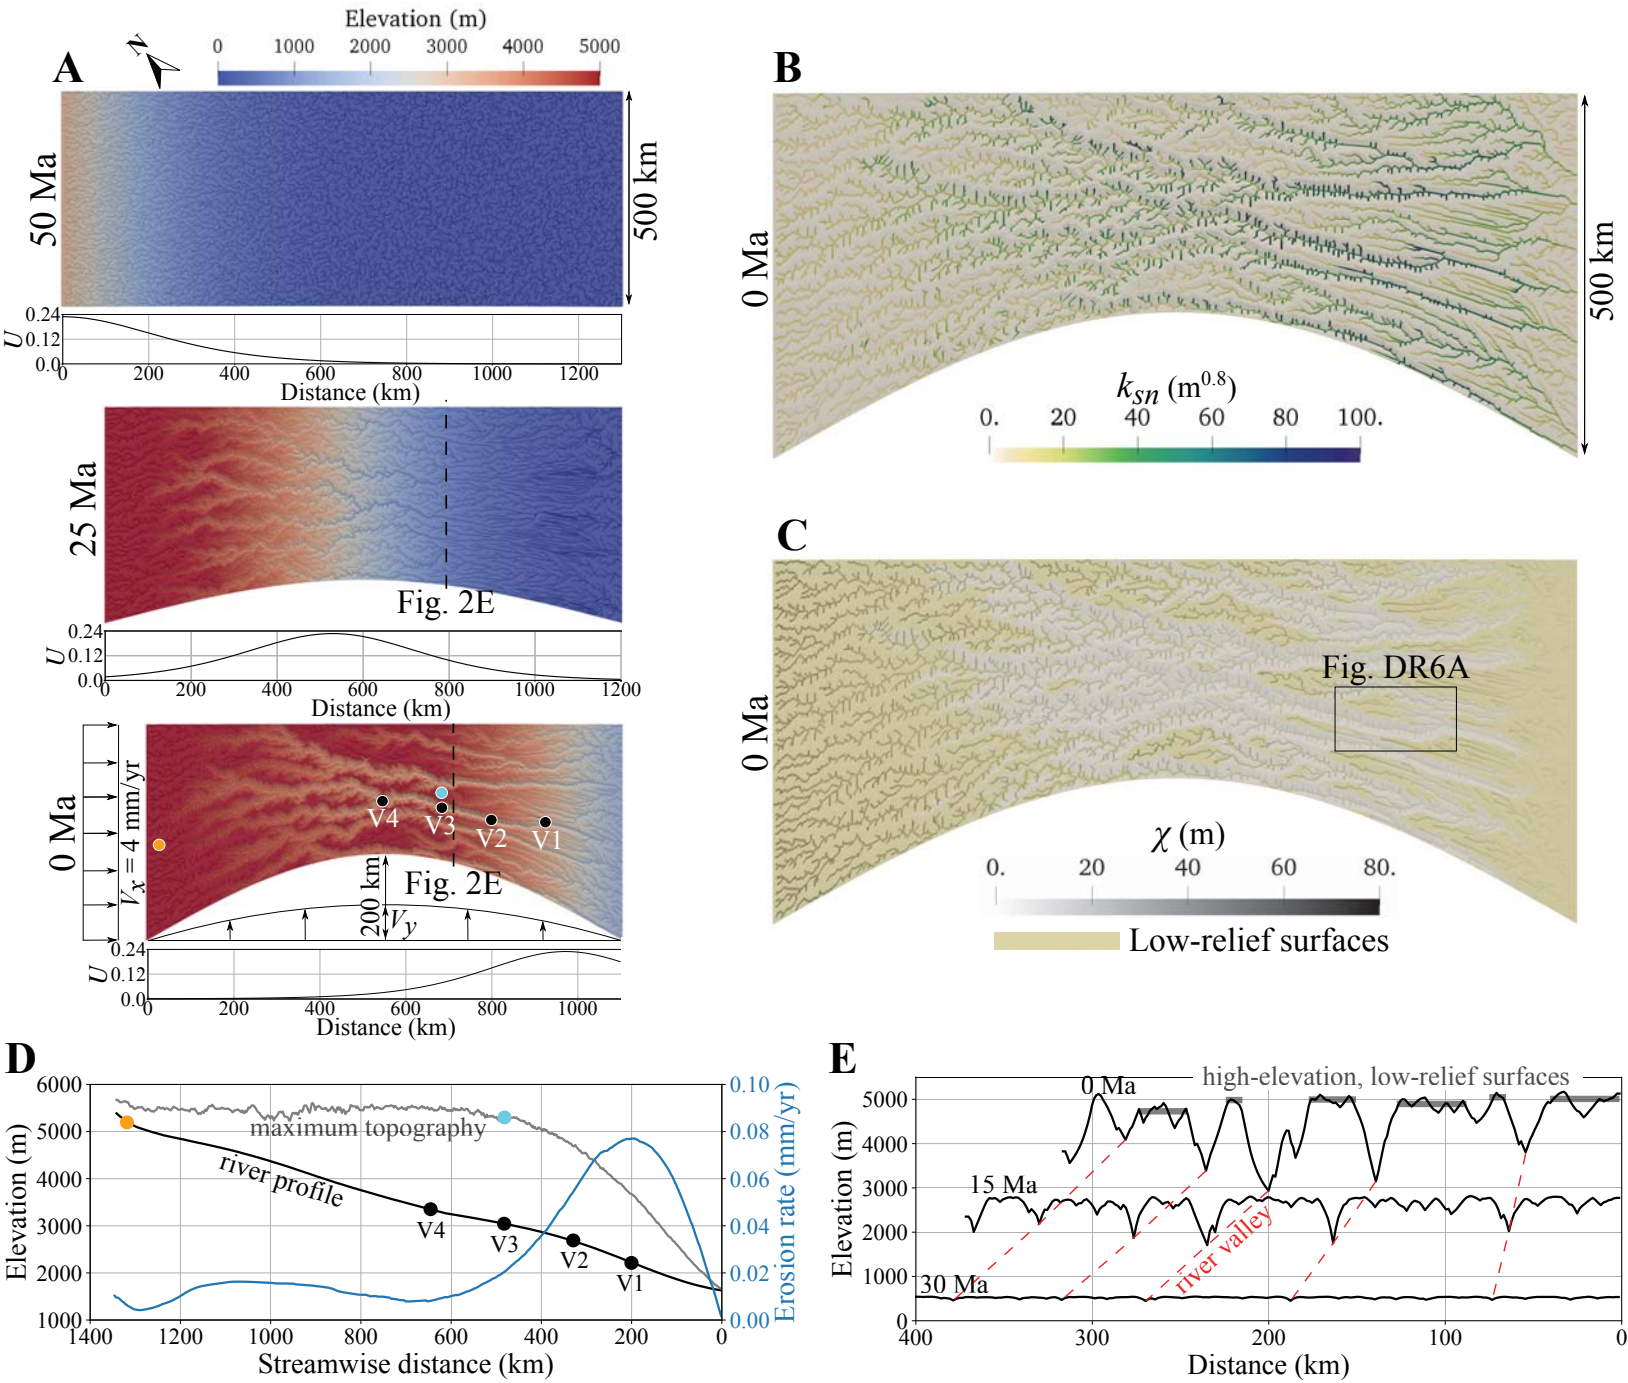 A
N
Elevation (m)
0 1000 2000 3000 4000 5000
50 Ma
500 km
U
0.24
0.12
0.0
0 200 400 600 800 1000 1200
Distance (km)
25 Ma
Fig. 2E
U
0.24
0.12
0.0
0 200 400 600 800 1000 1200
Distance (km)
0 Ma
Vx = 4 mm/yr
V4
V3
V2
V1
Fig. 2E
200 km
Vy
U
0.24
0.12
0.0
0 200 400 600 800 1000
Distance (km)
B
0 Ma
500 km
ksn (m0.8)
0. 20 40 60 80 100.
C
0 Ma
Fig. DR6A
χ (m)
0. 20 40 60 80.
Low-relief surfaces
D
Elevation (m)
6000
5000
4000
3000
2000
1000
maximum topography
river profile
V4
V3
V2
V1
0.10
0.08
0.06
0.04
0.02
0.00
Erosion rate (mm/yr)
1400 1200 1000 800 600 400 200 0
Streamwise distance (km)
E
Elevation (m)
5000
4000
3000
2000
1000
0
0 Ma
high-elevation, low-relief surfaces
15 Ma
river valley
30 Ma
400 300 200 100 0
Distance (km)